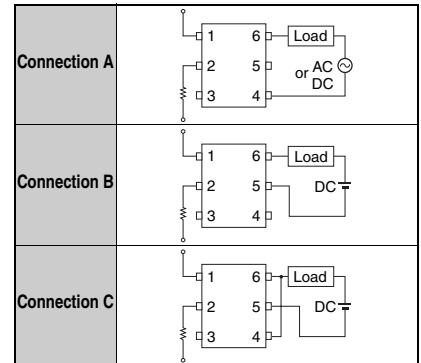 Connection A
1 6 Load
2 5 or AC
DC
3 4
Connection B
1 6 Load
2 5 DC
3 4
Connection C
1 6 Load
2 5 DC
3 4